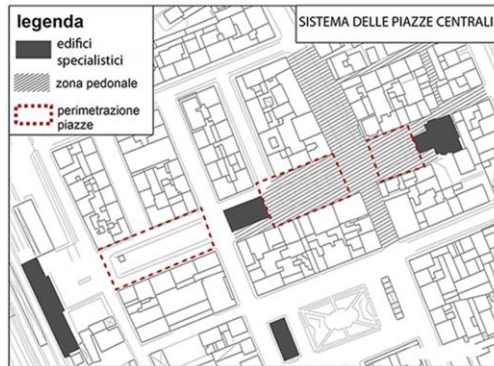 legenda
edifici
specialistici
zona pedonale
perimetrazione
piazze
SISTEMA DELLE PIAZZE CENTRALI